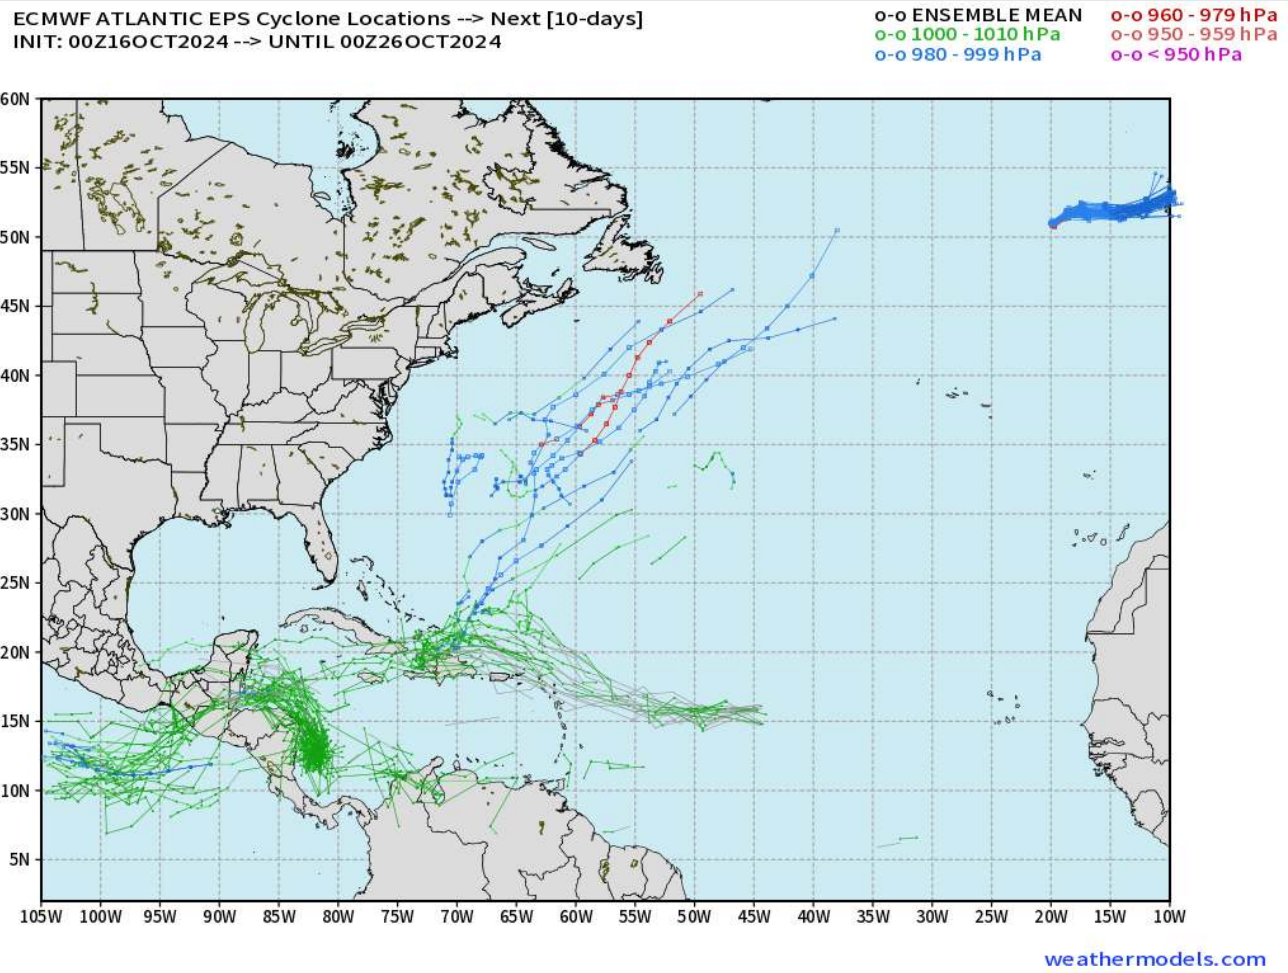 ECMWF ATLANTIC EPS Cyclone Locations --> Next [10-days]
INIT: 00Z16OCT2024 --> UNTIL 00Z26OCT2024
o-o ENSEMBLE MEAN
o-o 1000 - 1010 hPa
o-o 980 - 999 hPa
o-o 960 - 979 hPa
o-o 950 - 959 hPa
o-o < 950 hPa
60N
55N
50N
45N
40N
35N
30N
25N
20N
15N
10N
5N
105W 100W 95W 90W 85W 80W 75W 70W 65W 60W 55W 50W 45W 40W 35W 30W 25W 20W 15W 10W
weathermodels.com